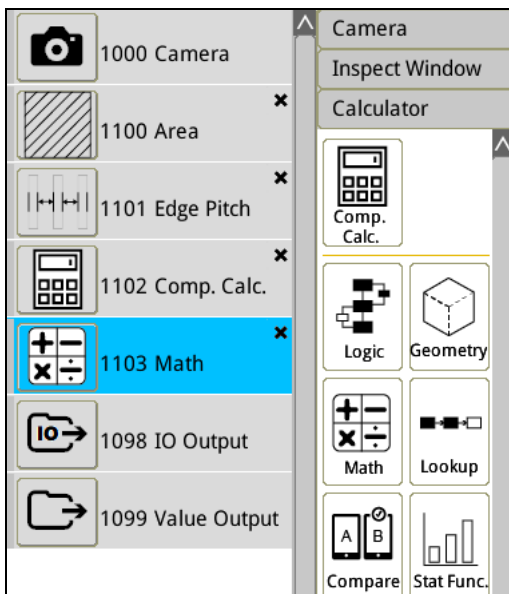 1000 Camera
1100 Area
1101 Edge Pitch
1102 Comp. Calc.
1103 Math
IO
1098 IO Output
1099 Value Output
Camera
Inspect Window
Calculator
Comp.
Calc.
Logic
Geometry
Math
Lookup
A
B
Compare
Stat Func.